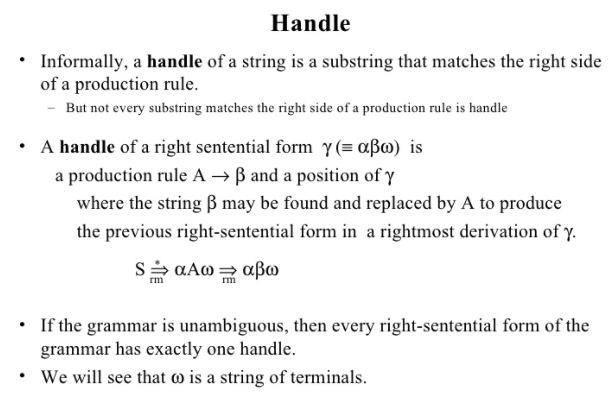 Handle
• Informally, a handle of a string is a substring that matches the right side
of a production rule.
– But not every substring matches the right side of a production rule is handle
• A handle of a right sentential form γ (≡ αβω) is
a production rule A → β and a position of γ
where the string β may be found and replaced by A to produce
the previous right-sentential form in a rightmost derivation of γ.
S ⇒*rm αAω ⇒rm αβω
• If the grammar is unambiguous, then every right-sentential form of the
grammar has exactly one handle.
• We will see that ω is a string of terminals.